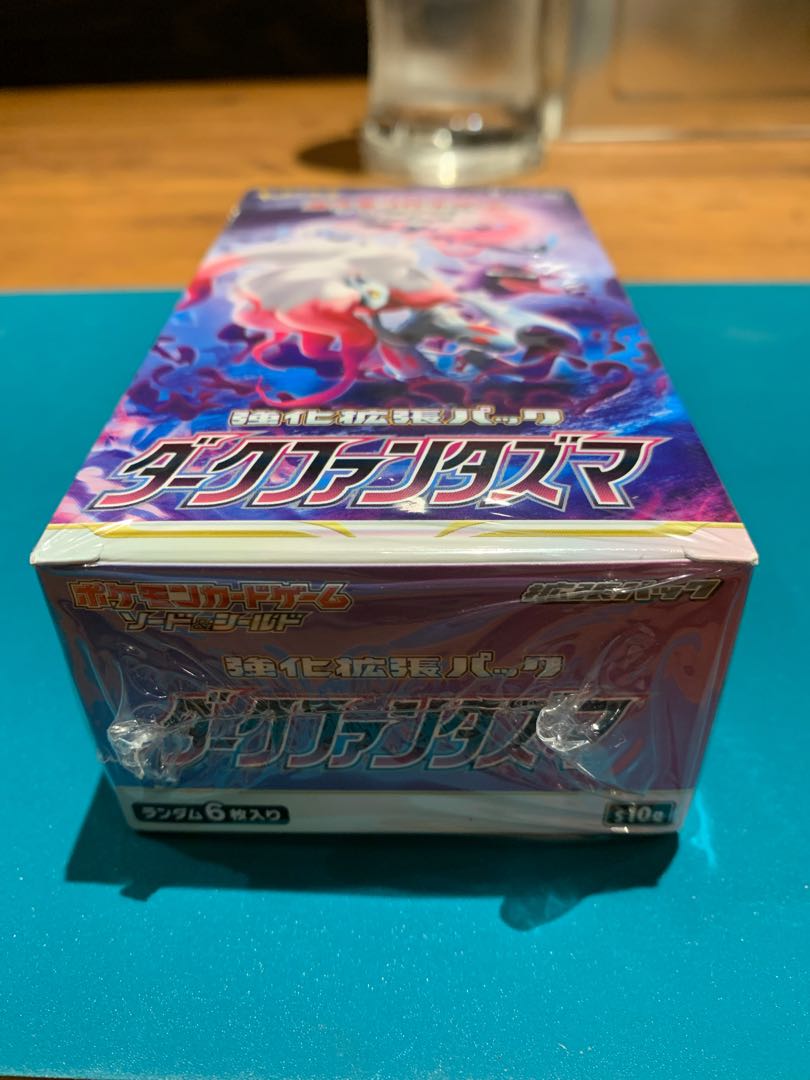 強化拡張パック
ダークファンタズマ
ポケモンカードゲーム
ソード&シールド
拡張パック
強化拡張パック
ダークファンタズマ
ランダム6枚入り
s10a